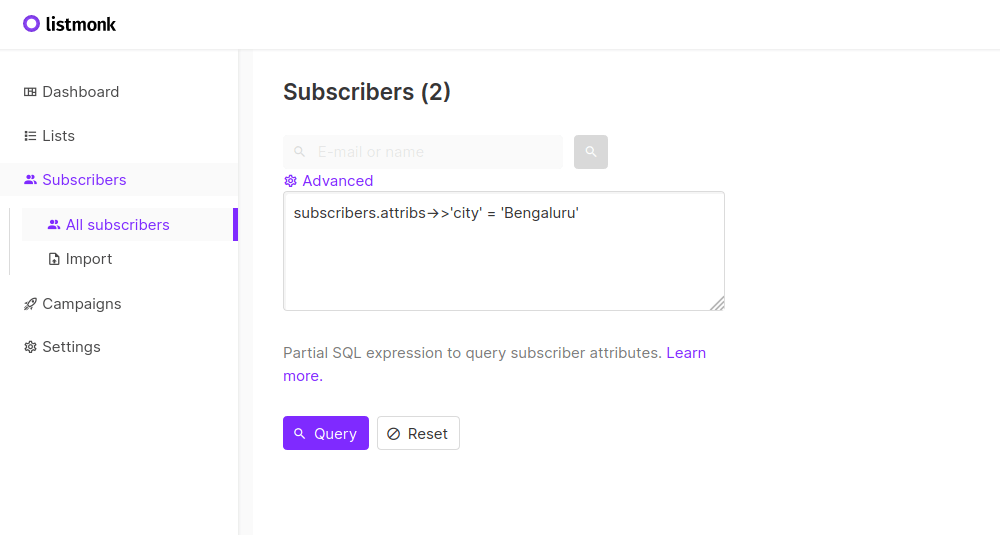 listmonk
Dashboard
Lists
Subscribers
All subscribers
Import
Campaigns
Settings
Subscribers (2)
E-mail or name
Advanced
subscribers.attribs->>'city' = 'Bengaluru'
Partial SQL expression to query subscriber attributes. Learn
more.
Query
Reset